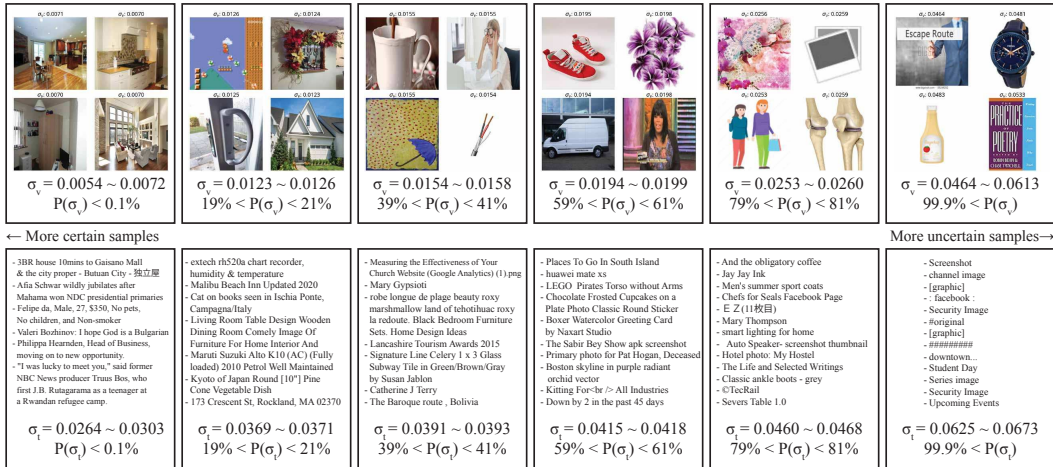 σᵥ: 0.0071
σᵥ: 0.0070
σᵥ: 0.0070
σᵥ: 0.0070
σᵥ = 0.0054 ~ 0.0072
P(σᵥ) < 0.1%
σᵥ: 0.0126
σᵥ: 0.0124
σᵥ: 0.0125
σᵥ: 0.0123
σᵥ = 0.0123 ~ 0.0126
19% < P(σᵥ) < 21%
σᵥ: 0.0155
σᵥ: 0.0155
σᵥ: 0.0155
σᵥ: 0.0154
σᵥ = 0.0154 ~ 0.0158
39% < P(σᵥ) < 41%
σᵥ: 0.0195
σᵥ: 0.0198
σᵥ: 0.0194
σᵥ: 0.0198
σᵥ = 0.0194 ~ 0.0199
59% < P(σᵥ) < 61%
σᵥ: 0.0256
σᵥ: 0.0259
σᵥ: 0.0253
σᵥ: 0.0259
σᵥ = 0.0253 ~ 0.0260
79% < P(σᵥ) < 81%
σᵥ: 0.0464
σᵥ: 0.0481
Escape Route
σᵥ: 0.0483
σᵥ: 0.0533
THE
PRACTICE
OF
POETRY
σᵥ = 0.0464 ~ 0.0613
99.9% < P(σᵥ)
← More certain samples
More uncertain samples→
- 3BR house 10mins to Gaisano Mall
& the city proper - Butuan City - 独立屋
- Afia Schwar wildly jubilates after
Mahama won NDC presidential primaries
- Felipe da, Male, 27, $350, No pets,
No children, and Non-smoker
- Valeri Bozhinov: I hope God is a Bulgarian
- Philippa Hearnden, Head of Business,
moving on to new opportunity.
- "I was lucky to meet you," said former
NBC News producer Truus Bos, who
first J.B. Rutagarama as a teenager at
a Rwandan refugee camp.
σₜ = 0.0264 ~ 0.0303
P(σₜ) < 0.1%
- extech rh520a chart recorder,
humidity & temperature
- Malibu Beach Inn Updated 2020
- Cat on books seen in Ischia Ponte,
Campagna/Italy
- Living Room Table Design Wooden
Dining Room Comely Image Of
Furniture For Home Interior And
- Maruti Suzuki Alto K10 (AC) (Fully
loaded) 2010 Petrol Well Maintained
- Kyoto of Japan Round [10"] Pine
Cone Vegetable Dish
- 173 Crescent St, Rockland, MA 02370
σₜ = 0.0369 ~ 0.0371
19% < P(σₜ) < 21%
- Measuring the Effectiveness of Your
Church Website (Google Analytics) (1).png
- Mary Gypsioti
- robe longue de plage beauty roxy
marshmallow land of tehotihuac roxy
la redoute. Black Bedroom Furniture
Sets. Home Design Ideas
- Lancashire Tourism Awards 2015
- Signature Line Celery 1 x 3 Glass
Subway Tile in Green/Brown/Gray
by Susan Jablon
- Catherine J Terry
- The Baroque route , Bolivia
σₜ = 0.0391 ~ 0.0393
39% < P(σₜ) < 41%
- Places To Go In South Island
- huawei mate xs
- LEGO Pirates Torso without Arms
- Chocolate Frosted Cupcakes on a
Plate Photo Classic Round Sticker
- Boxer Watercolor Greeting Card
by Naxart Studio
- The Sabir Bey Show apk screenshot
- Primary photo for Pat Hogan, Deceased
- Boston skyline in purple radiant
orchid vector
- Kitting For<br /> All Industries
- Down by 2 in the past 45 days
σₜ = 0.0415 ~ 0.0418
59% < P(σₜ) < 61%
- And the obligatory coffee
- Jay Jay Ink
- Men's summer sport coats
- Chefs for Seals Facebook Page
- ＥＺ(11枚目)
- Mary Thompson
- smart lighting for home
- Auto Speaker- screenshot thumbnail
- Hotel photo: My Hostel
- The Life and Selected Writings
- Classic ankle boots - grey
- ©TecRail
- Severs Table 1.0
σₜ = 0.0460 ~ 0.0468
79% < P(σₜ) < 81%
- Screenshot
- channel image
- [graphic]
- : facebook :
- Security Image
- #original
- [graphic]
- #########
- downtown...
- Student Day
- Series image
- Security Image
- Upcoming Events
σₜ = 0.0625 ~ 0.0673
99.9% < P(σₜ)